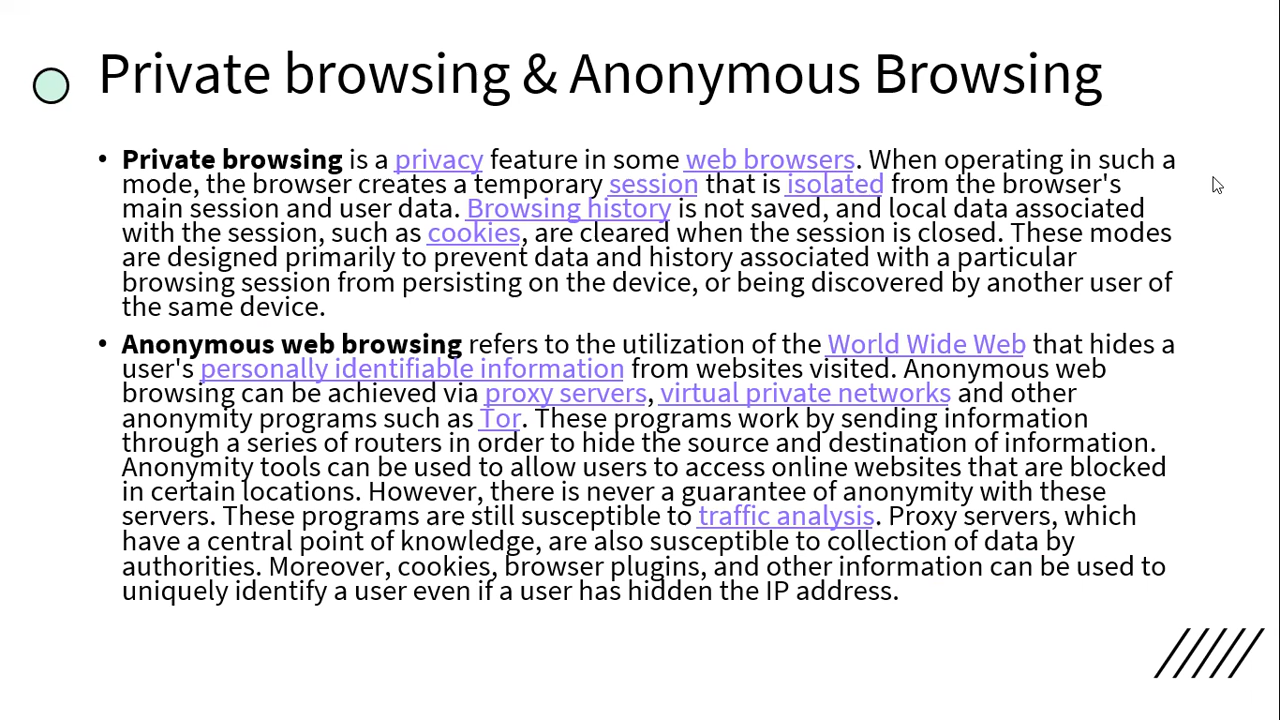 Private browsing & Anonymous Browsing
• Private browsing is a privacy feature in some web browsers. When operating in such a
mode, the browser creates a temporary session that is isolated from the browser's
main session and user data. Browsing history is not saved, and local data associated
with the session, such as cookies, are cleared when the session is closed. These modes
are designed primarily to prevent data and history associated with a particular
browsing session from persisting on the device, or being discovered by another user of
the same device.
• Anonymous web browsing refers to the utilization of the World Wide Web that hides a
user's personally identifiable information from websites visited. Anonymous web
browsing can be achieved via proxy servers, virtual private networks and other
anonymity programs such as Tor. These programs work by sending information
through a series of routers in order to hide the source and destination of information.
Anonymity tools can be used to allow users to access online websites that are blocked
in certain locations. However, there is never a guarantee of anonymity with these
servers. These programs are still susceptible to traffic analysis. Proxy servers, which
have a central point of knowledge, are also susceptible to collection of data by
authorities. Moreover, cookies, browser plugins, and other information can be used to
uniquely identify a user even if a user has hidden the IP address.